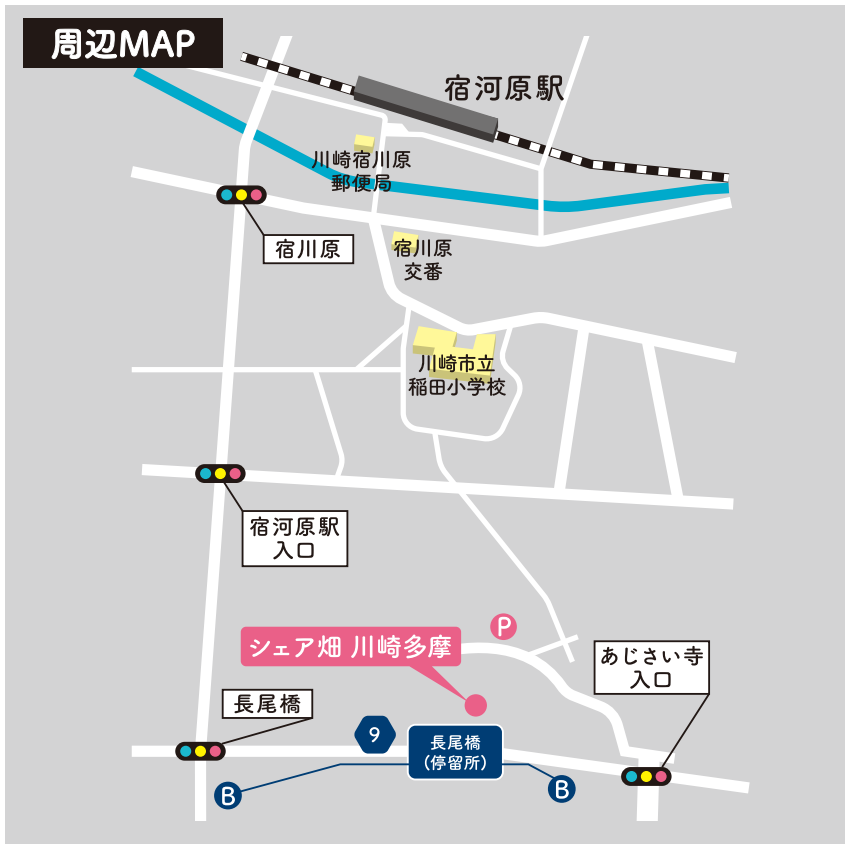 周辺MAP
宿河原駅
川崎宿川原
郵便局
宿川原
宿川原
交番
川崎市立
稲田小学校
宿河原駅
入口
P
シェア畑 川崎多摩
あじさい寺
入口
長尾橋
9
長尾橋
(停留所)
B
B